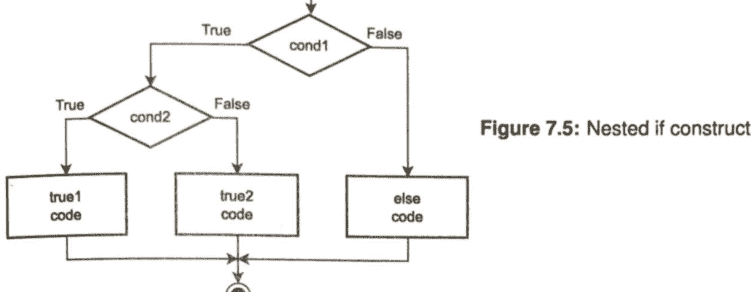 True
cond1
False
True
cond2
False
Figure 7.5: Nested if construct
true1
code
true2
code
else
code